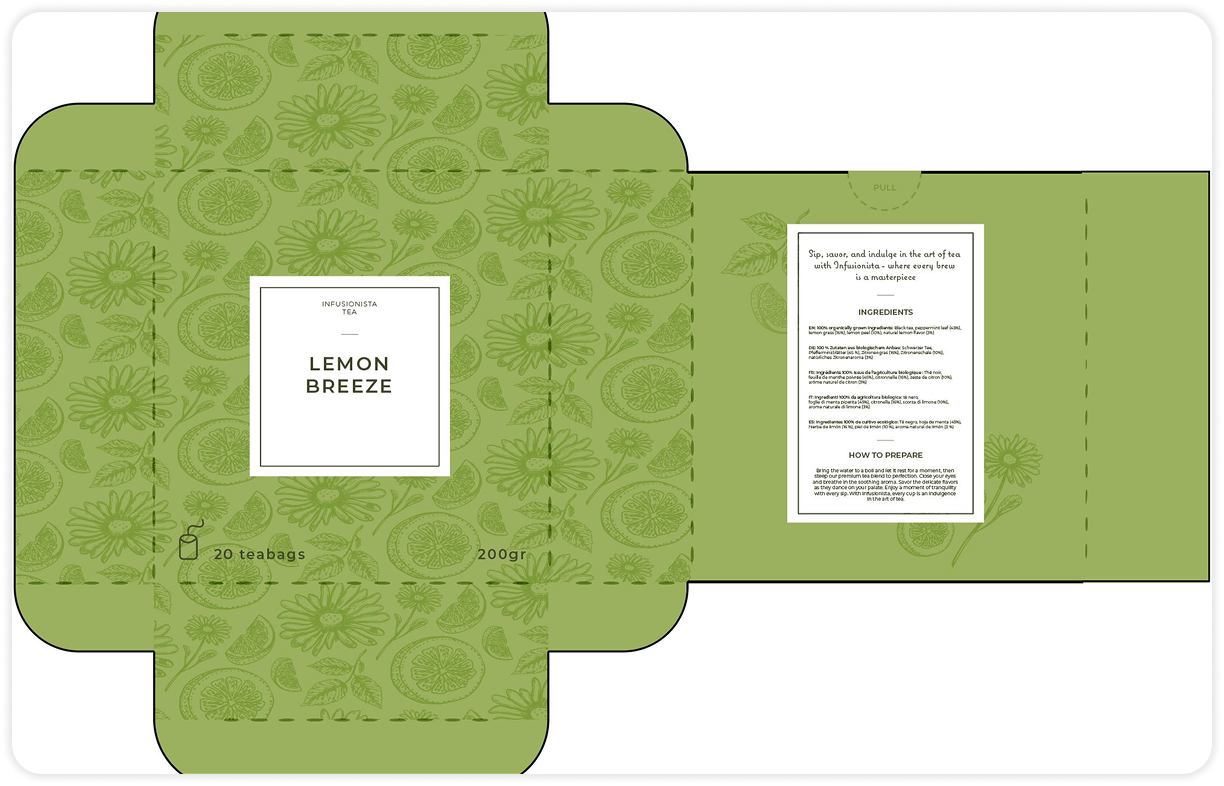 INFUSIONISTA
TEA
LEMON
BREEZE
20 teabags
200gr
PULL
Sip, savor, and indulge in the art of tea
with Infusionista - where every brew
is a masterpiece
INGREDIENTS
EN: 100% organically grown ingredients: Black tea, peppermint leaf (45%),
lemon grass (16%), lemon peel (10%), natural lemon flavor (3%)
DE: 100 % Zutaten aus biologischem Anbau: Schwarzer Tee,
Pfefferminzblätter (45 %), Zitronengras (16%), Zitronenschale (10%),
natürliches Zitronenaroma (3%)
FR: Ingrédients 100% issus de l'agriculture biologique : Thé noir,
feuille de menthe poivrée (45%), citronnelle (16%), zeste de citron (10%),
arôme naturel de citron (3%)
IT: Ingredienti 100% da agricoltura biologica: tè nero,
foglie di menta piperita (45%), citronella (16%), scorza di limone (10%),
aroma naturale di limone (3%)
ES: Ingredientes 100% de cultivo ecológico: Té negro, hoja de menta (45%),
hierba de limón (16 %), piel de limón (10 %), aroma natural de limón (3 %)
HOW TO PREPARE
Bring the water to a boil and let it rest for a moment, then
steep our premium tea blend to perfection. Close your eyes
and breathe in the soothing aroma. Savor the delicate flavors
as they dance on your palate. Enjoy a moment of tranquility
with every sip. With Infusionista, every cup is an indulgence
in the art of tea.